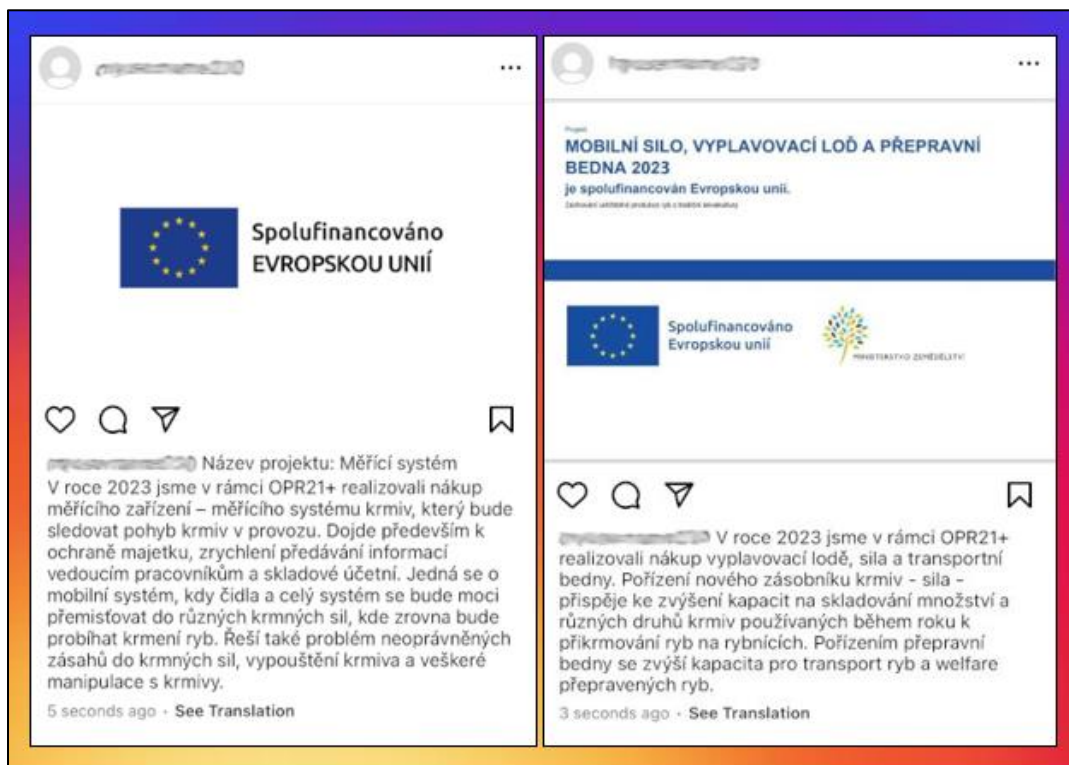 Spolufinancováno
EVROPSKOU UNIÍ
Název projektu: Měřící systém
V roce 2023 jsme v rámci OPR21+ realizovali nákup
měřícího zařízení – měřícího systému krmiv, který bude
sledovat pohyb krmiv v provozu. Dojde především k
ochraně majetku, zrychlení předávání informací
vedoucím pracovníkům a skladové účetní. Jedná se o
mobilní systém, kdy čidla a celý systém se bude moci
přemisťovat do různých krmných sil, kde zrovna bude
probíhat krmení ryb. Řeší také problém neoprávněných
zásahů do krmných sil, vypouštění krmiva a veškeré
manipulace s krmivy.
5 seconds ago · See Translation
Projekt
MOBILNÍ SILO, VYPLAVOVACÍ LOĎ A PŘEPRAVNÍ
BEDNA 2023
je spolufinancován Evropskou unií.
Zachování udržitelné produkce ryb z tradiční akvakultury
Spolufinancováno
Evropskou unií
MINISTERSTVO ZEMĚDĚLSTVÍ
V roce 2023 jsme v rámci OPR21+
realizovali nákup vyplavovací lodě, sila a transportní
bedny. Pořízení nového zásobníku krmiv - sila -
přispěje ke zvýšení kapacit na skladování množství a
různých druhů krmiv používaných během roku k
přikrmování ryb na rybnících. Pořízením přepravní
bedny se zvýší kapacita pro transport ryb a welfare
přepravených ryb.
3 seconds ago · See Translation